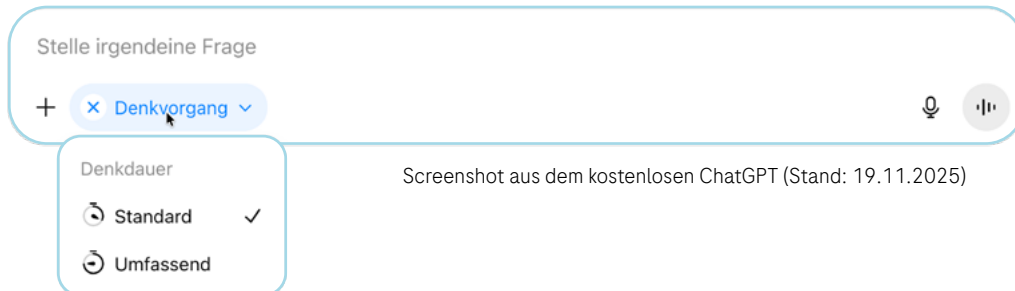 Stelle irgendeine Frage
Denkvorgang
Denkdauer
Screenshot aus dem kostenlosen ChatGPT (Stand: 19.11.2025)
Standard
Umfassend